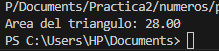 P/Documents/Practica2/numeros/p
Area del triangulo: 28.00
PS C:\Users\HP\Documents>